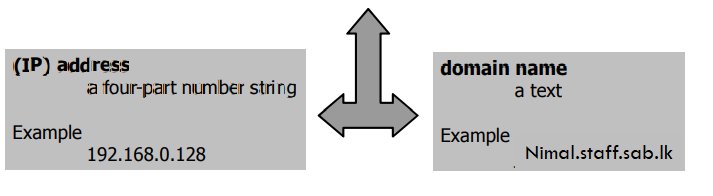 (IP) address
a four-part number string
Example
192.168.0.128
domain name
a text
Example
Nimal.staff.sab.lk